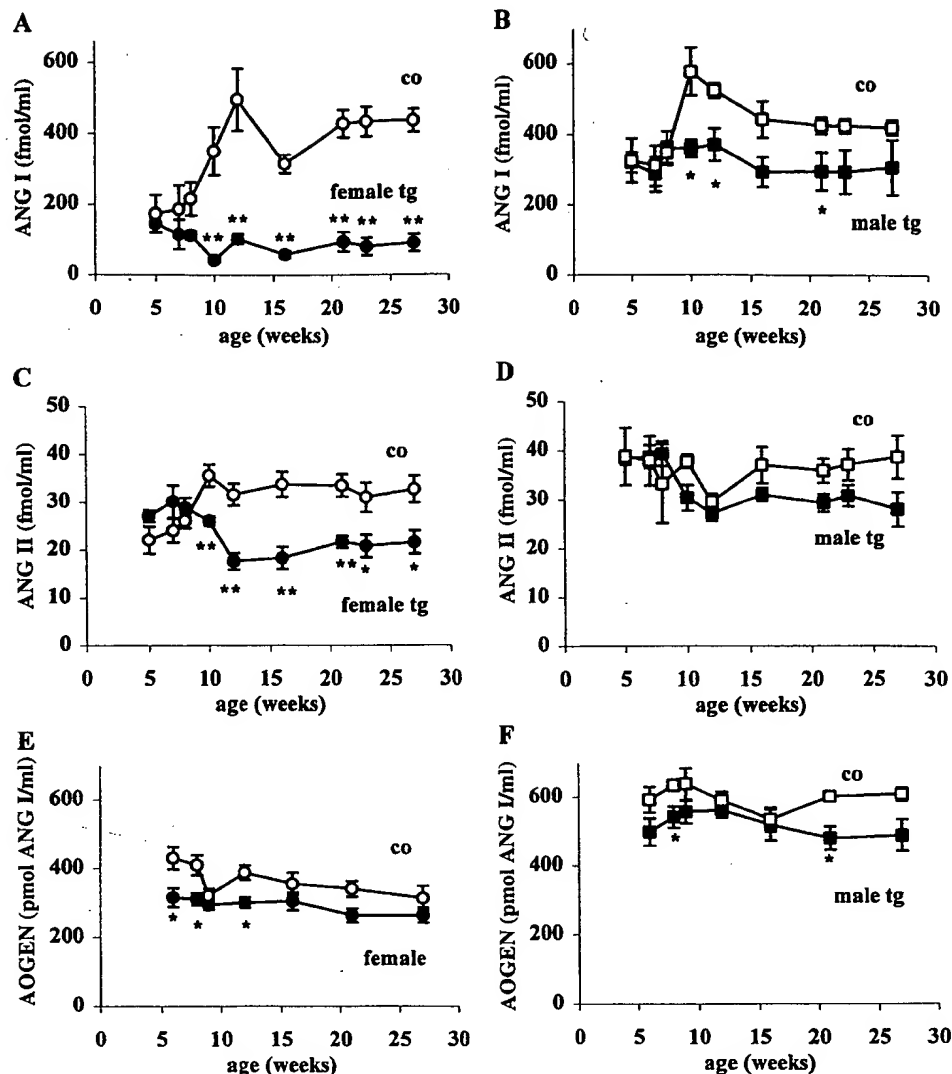 A
ANG I (fmol/ml)
600
400
200
0
co
female tg
** ** ** ** ** **
0 5 10 15 20 25 30
age (weeks)
B
ANG I (fmol/ml)
600
400
200
0
co
* * *
male tg
0 5 10 15 20 25 30
age (weeks)
C
ANG II (fmol/ml)
50
40
30
20
10
0
co
** ** ** ** * *
female tg
0 5 10 15 20 25 30
age (weeks)
D
ANG II (fmol/ml)
50
40
30
20
10
0
co
male tg
0 5 10 15 20 25 30
age (weeks)
E
AOGEN (pmol ANG I/ml)
600
400
200
0
co
* * *
female
0 5 10 15 20 25 30
age (weeks)
F
AOGEN (pmol ANG I/ml)
600
400
200
0
co
* *
male tg
0 5 10 15 20 25 30
age (weeks)